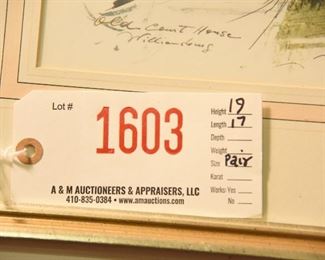 Old Court House
Williamsburg
Lot #
1603
Height 19
Length 17
Depth
Weight
Size Pair
Karat
Works: Yes
No
A & M AUCTIONEERS & APPRAISERS, LLC
410-835-0384 • www.amauctions.com